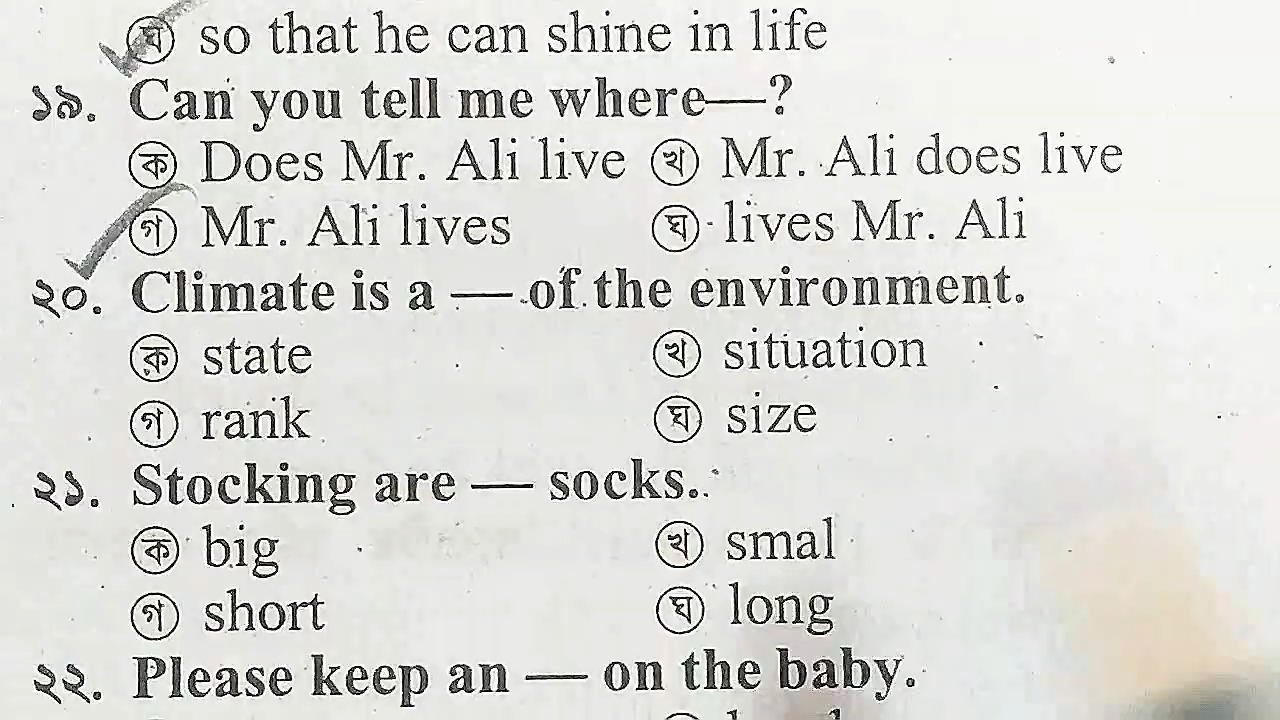 ঘ so that he can shine in life
১৯. Can you tell me where—?
ক Does Mr. Ali live খ Mr. Ali does live
গ Mr. Ali lives ঘ lives Mr. Ali
২০. Climate is a — of the environment.
ক state খ situation
গ rank ঘ size
২১. Stocking are — socks.
ক big খ smal
গ short ঘ long
২২. Please keep an — on the baby.